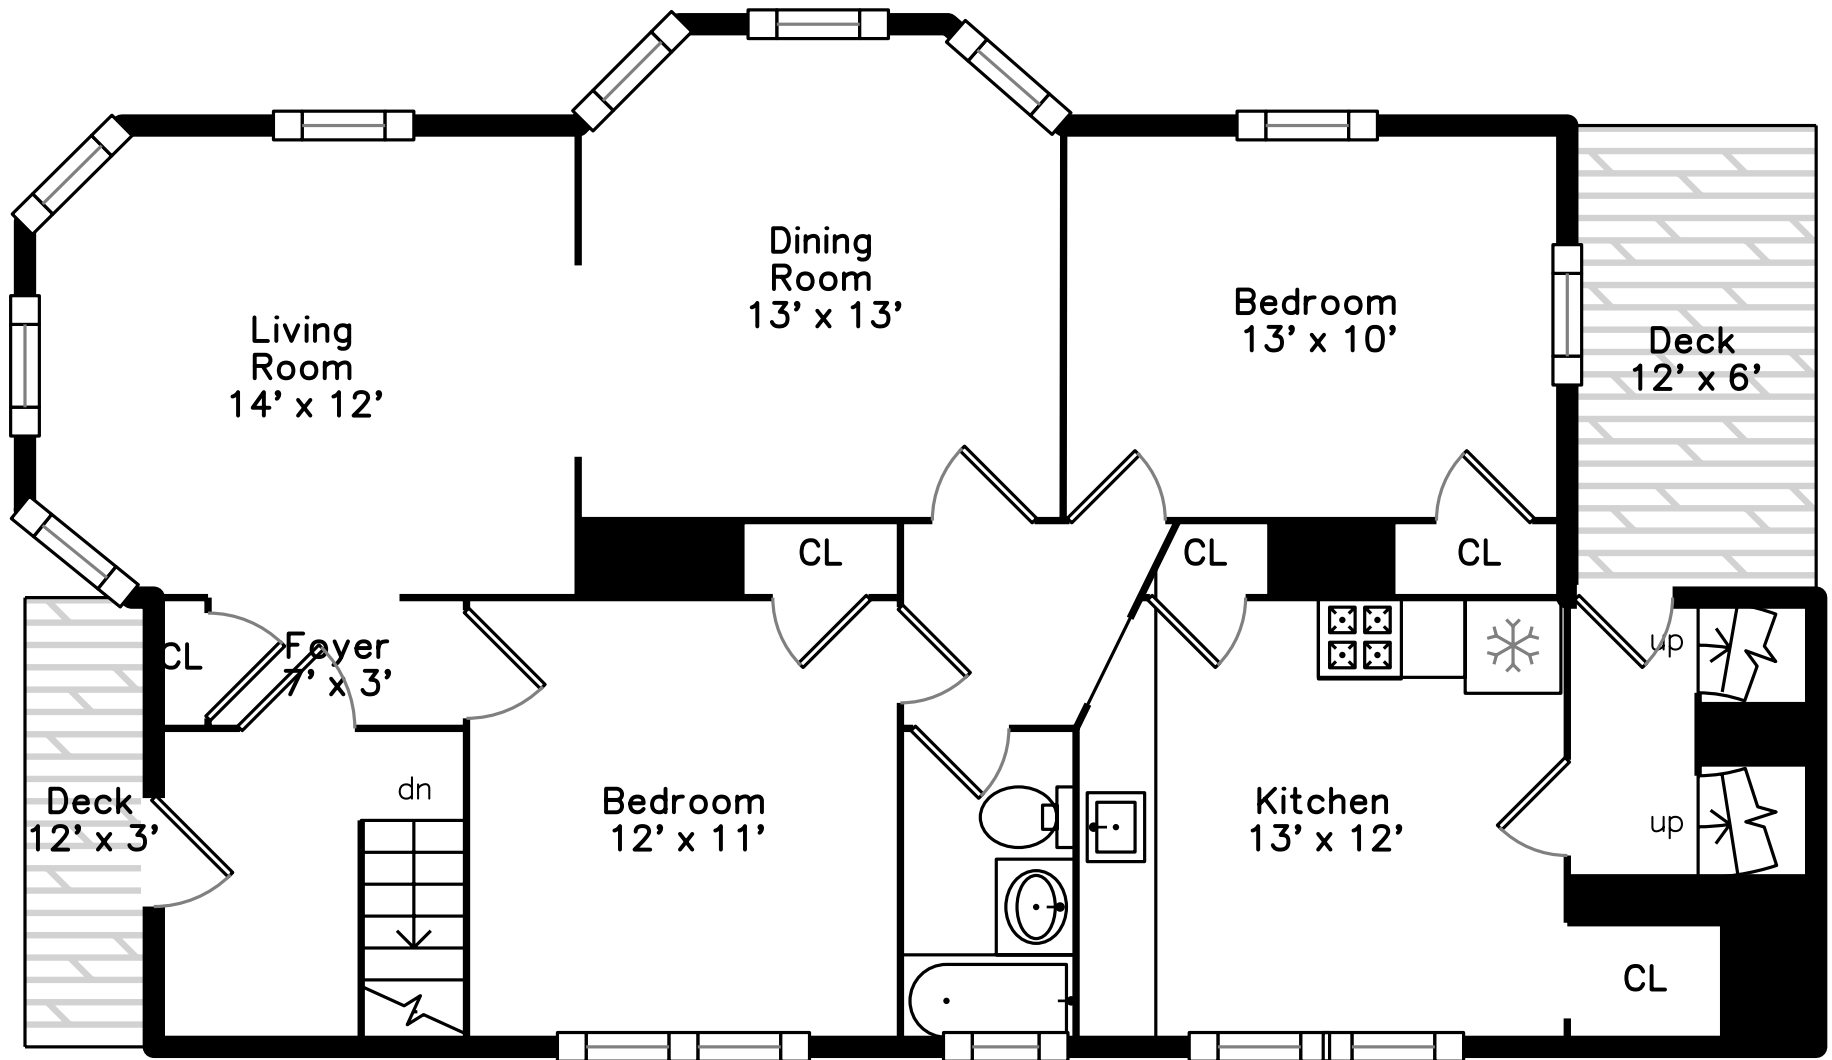 Dining
Room
13' x 13'
Living
Room
14' x 12'
Bedroom
13' x 10'
Deck
12' x 6'
CL
CL
CL
CL
Foyer
7' x 3'
up
Deck
12' x 3'
dn
Bedroom
12' x 11'
Kitchen
13' x 12'
up
CL